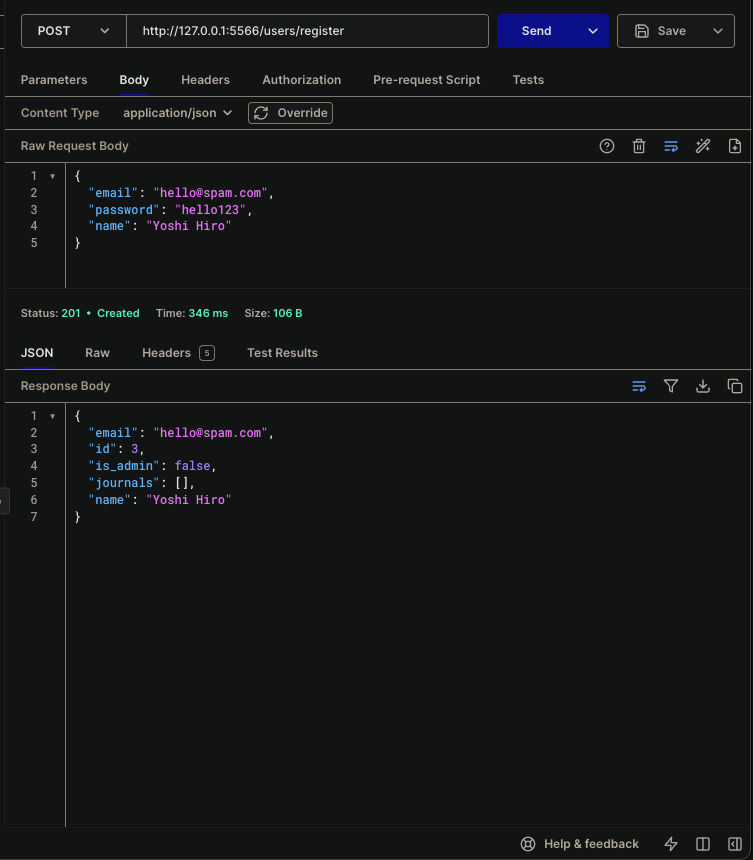 POST http://127.0.0.1:5566/users/register Send Save
Parameters Body Headers Authorization Pre-request Script Tests
Content Type application/json Override
Raw Request Body
1 {
2 "email": "hello@spam.com",
3 "password": "hello123",
4 "name": "Yoshi Hiro"
5 }
Status: 201 • Created Time: 346 ms Size: 106 B
JSON Raw Headers 5 Test Results
Response Body
1 {
2 "email": "hello@spam.com",
3 "id": 3,
4 "is_admin": false,
5 "journals": [],
6 "name": "Yoshi Hiro"
7 }
Help & feedback